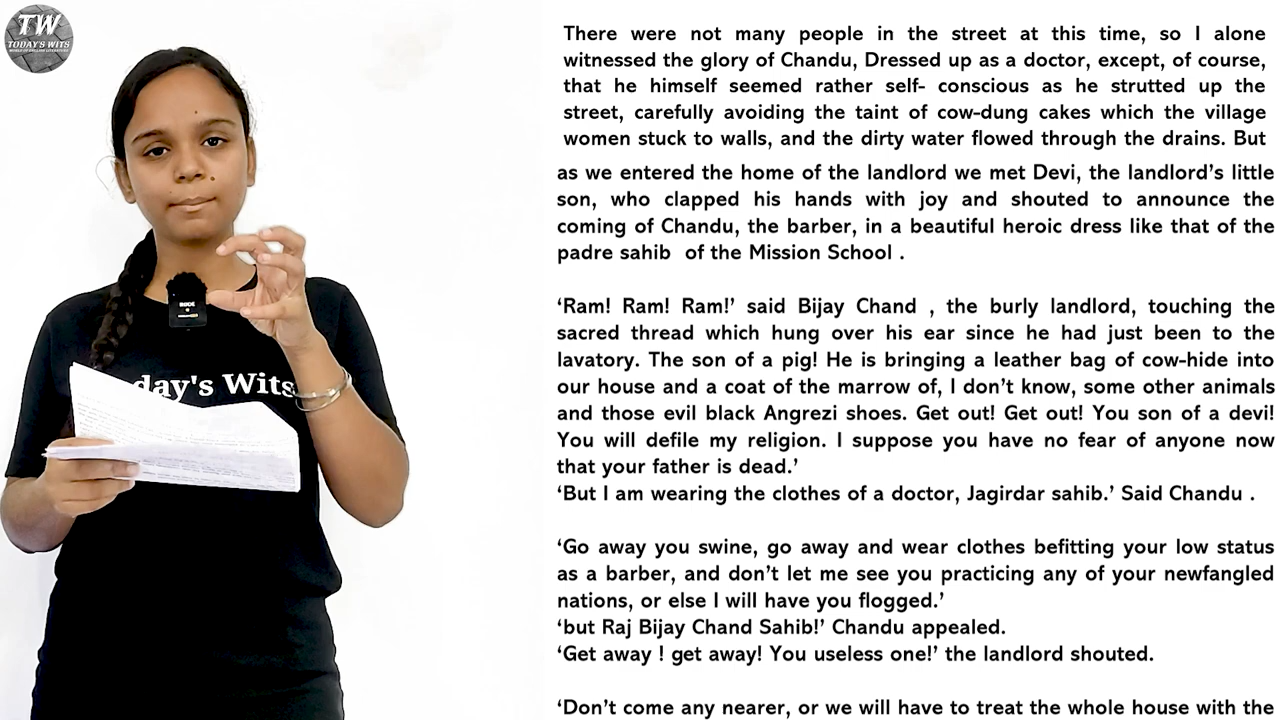 TW
TODAY'S WITS
WORLD OF ENGLISH LITERATURE
RODE
day's Wits
There were not many people in the street at this time, so I alone
witnessed the glory of Chandu, Dressed up as a doctor, except, of course,
that he himself seemed rather self- conscious as he strutted up the
street, carefully avoiding the taint of cow-dung cakes which the village
women stuck to walls, and the dirty water flowed through the drains. But
as we entered the home of the landlord we met Devi, the landlord's little
son, who clapped his hands with joy and shouted to announce the
coming of Chandu, the barber, in a beautiful heroic dress like that of the
padre sahib  of the Mission School .
‘Ram! Ram! Ram!’ said Bijay Chand , the burly landlord, touching the
sacred thread which hung over his ear since he had just been to the
lavatory. The son of a pig! He is bringing a leather bag of cow-hide into
our house and a coat of the marrow of, I don’t know, some other animals
and those evil black Angrezi shoes. Get out! Get out! You son of a devi!
You will defile my religion. I suppose you have no fear of anyone now
that your father is dead.’
‘But I am wearing the clothes of a doctor, Jagirdar sahib.’ Said Chandu .
‘Go away you swine, go away and wear clothes befitting your low status
as a barber, and don’t let me see you practicing any of your newfangled
nations, or else I will have you flogged.’
‘but Raj Bijay Chand Sahib!’ Chandu appealed.
‘Get away ! get away! You useless one!’ the landlord shouted.
‘Don’t come any nearer, or we will have to treat the whole house with the